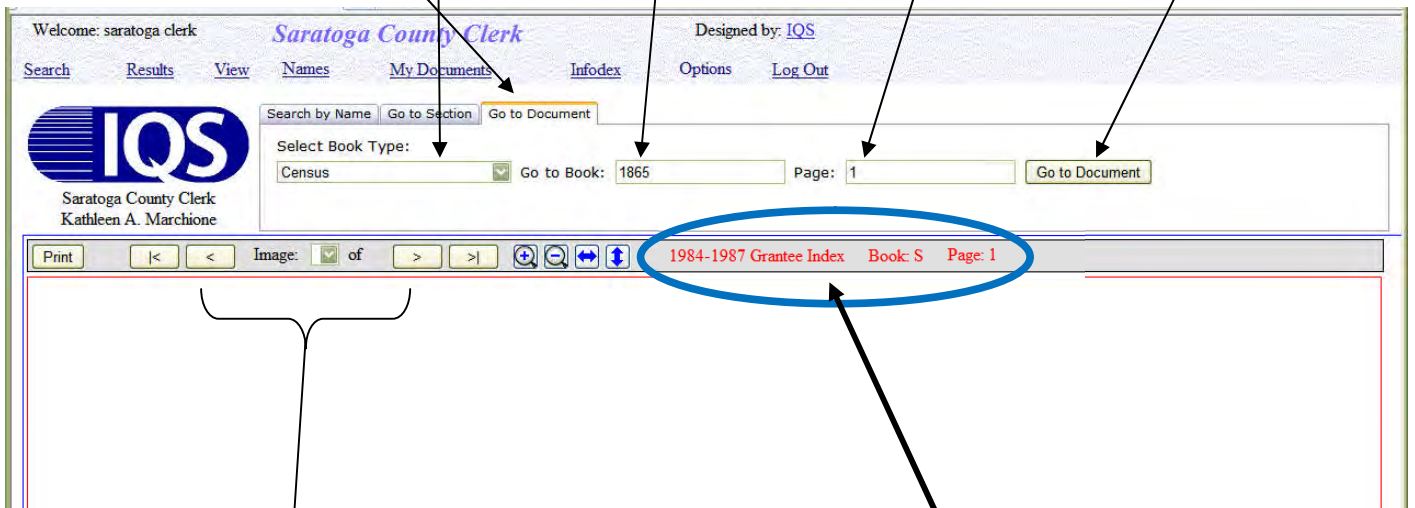 Welcome: saratoga clerk Saratoga County Clerk Designed by: IQS
Search Results View Names My Documents Infodex Options Log Out
Search by Name Go to Section Go to Document
IQS
Select Book Type:
Census Go to Book: 1865 Page: 1 Go to Document
Saratoga County Clerk
Kathleen A. Marchione
Print |< < Image: of > >| 1984-1987 Grantee Index Book: S Page: 1